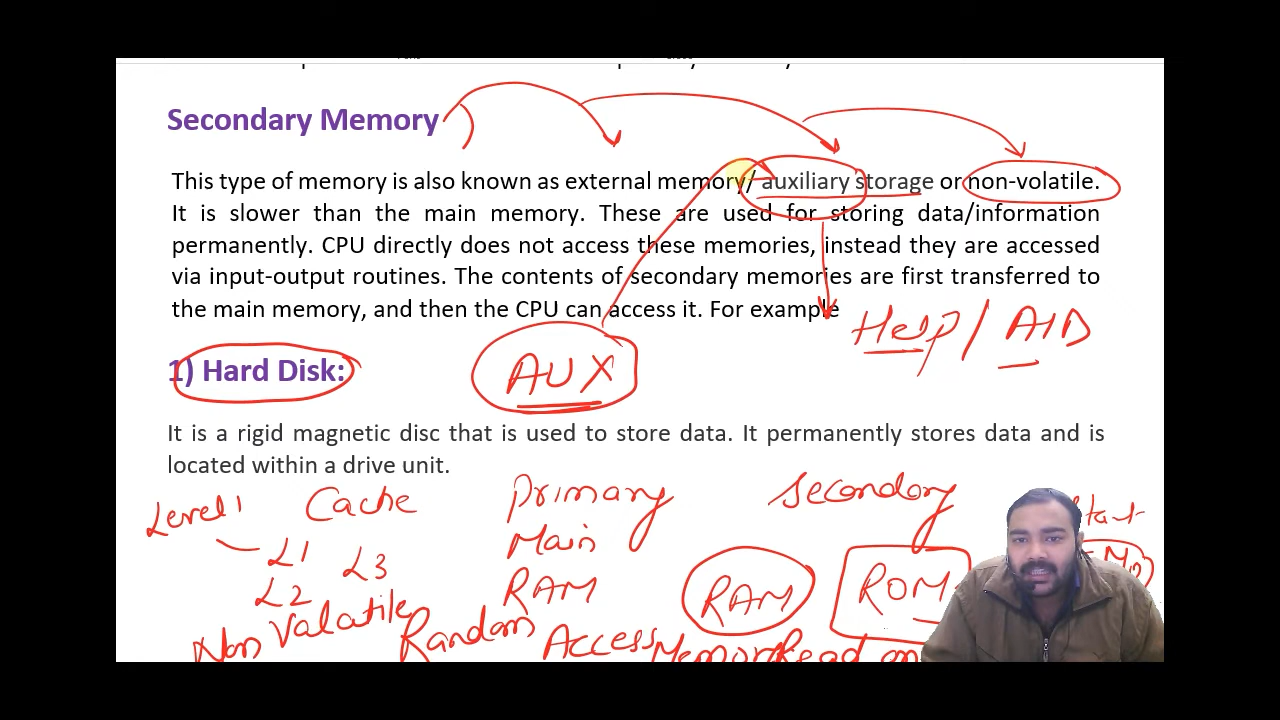 Secondary Memory
This type of memory is also known as external memory/ auxiliary storage or non-volatile.
It is slower than the main memory. These are used for storing data/information
permanently. CPU directly does not access these memories, instead they are accessed
via input-output routines. The contents of secondary memories are first transferred to
the main memory, and then the CPU can access it. For example
Help / AID
1) Hard Disk:
AUX
It is a rigid magnetic disc that is used to store data. It permanently stores data and is
located within a drive unit.
Level1 Cache Primary Secondory
L1 L3 Main
L2 RAM RAM ROM
Non Valatile Random Access Memory Read on